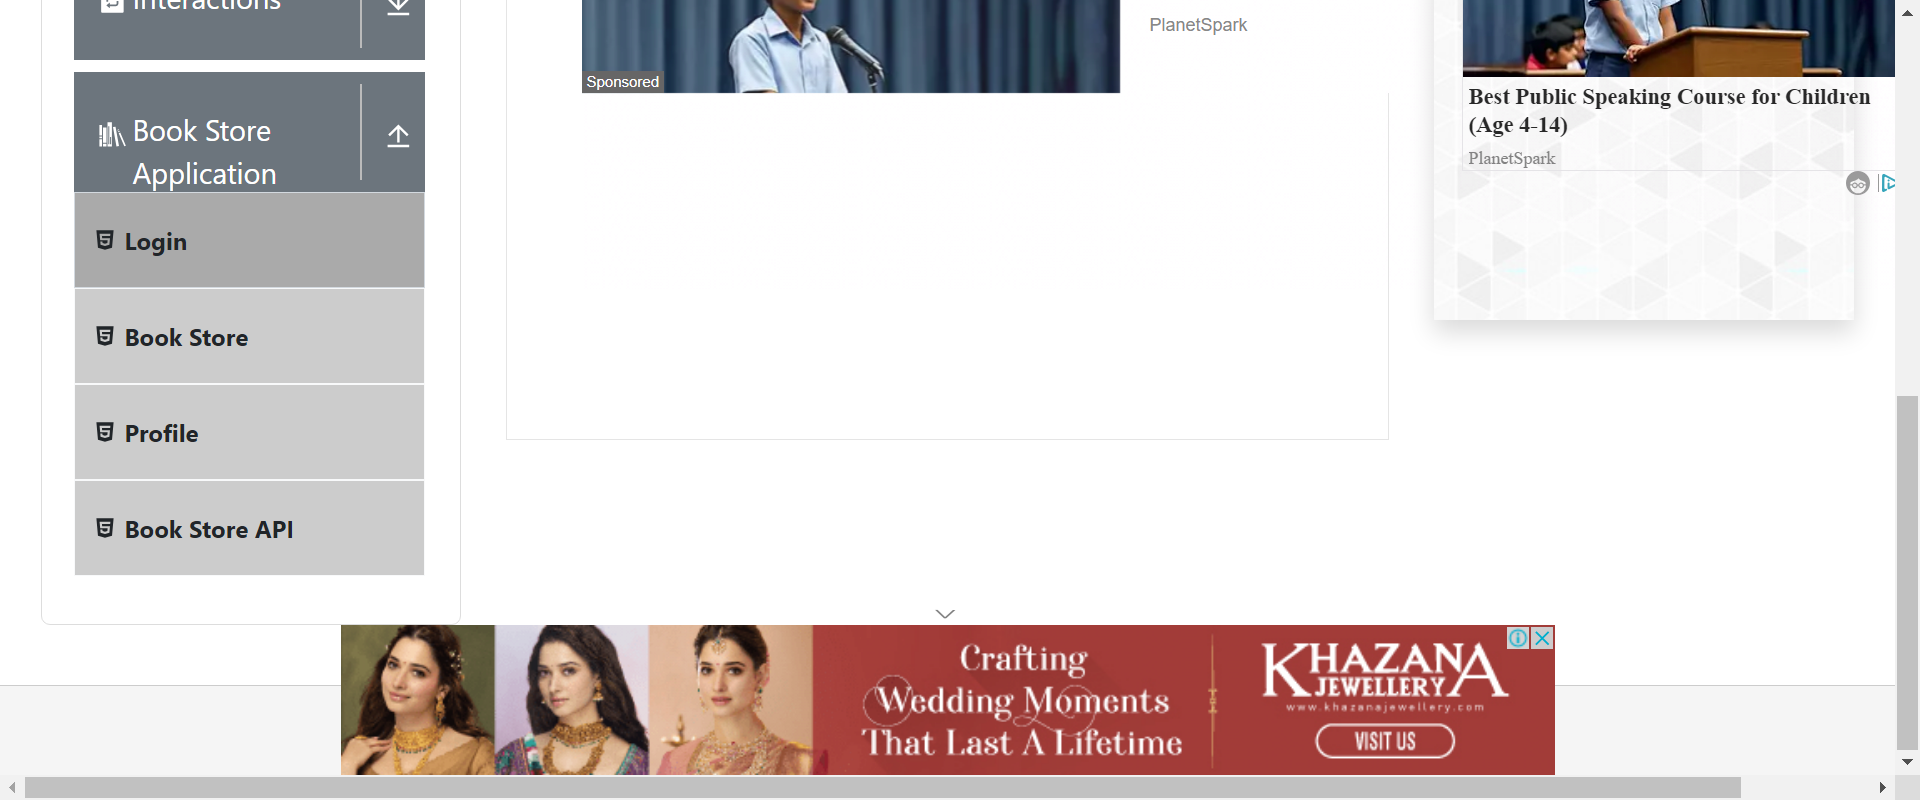 Interactions
Book Store
Application
Login
Book Store
Profile
Book Store API
PlanetSpark
Sponsored
Best Public Speaking Course for Children
(Age 4-14)
PlanetSpark
Crafting
Wedding Moments
That Last A Lifetime
KHAZANA
JEWELLERY
www.khazanajewellery.com
VISIT US